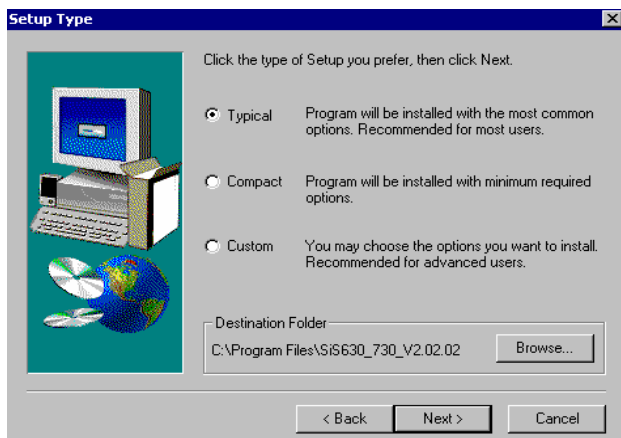 Setup Type
Click the type of Setup you prefer, then click Next.
Typical
Program will be installed with the most common
options. Recommended for most users.
Compact
Program will be installed with minimum required
options.
Custom
You may choose the options you want to install.
Recommended for advanced users.
Destination Folder
C:\Program Files\SiS630_730_V2.02.02
Browse...
< Back
Next >
Cancel